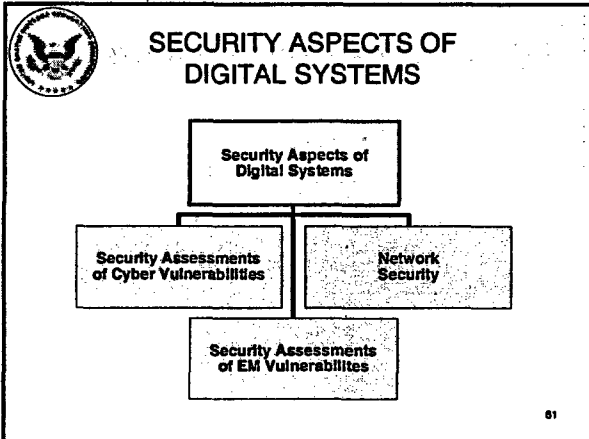 SECURITY ASPECTS OF
DIGITAL SYSTEMS
Security Aspects of
Digital Systems
Security Assessments
of Cyber Vulnerabilities
Network
Security
Security Assessments
of EM Vulnerabilites
61